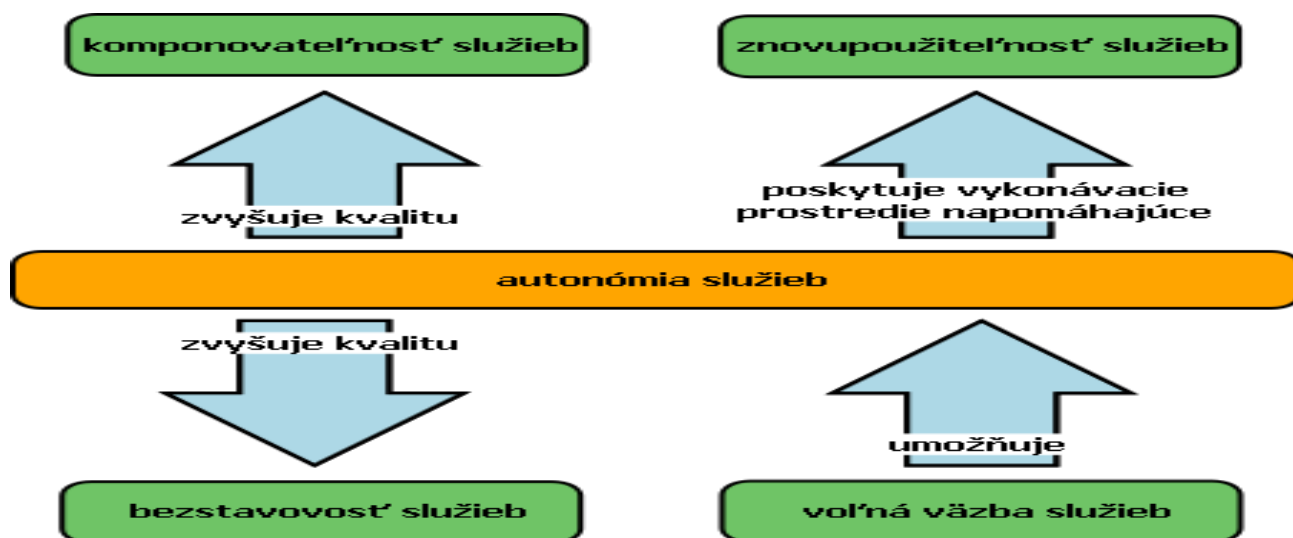 komponovateľnosť služieb
znovupoužiteľnosť služieb
zvyšuje kvalitu
poskytuje vykonávacie
prostredie napomáhajúce
autonómia služieb
zvyšuje kvalitu
umožňuje
bezstavovosť služieb
voľná väzba služieb